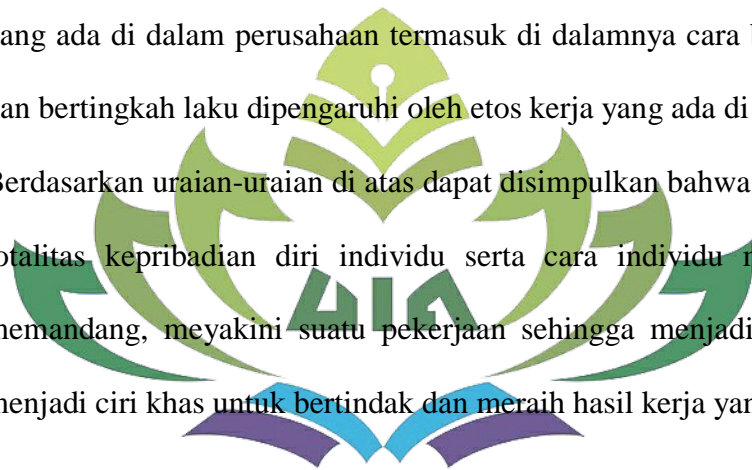 ang ada di dalam perusahaan termasuk di dalamnya cara
an bertingkah laku dipengaruhi oleh etos kerja yang ada di
Berdasarkan uraian-uraian di atas dapat disimpulkan bahwa
otalitas kepribadian diri individu serta cara individu
UIN
memandang, meyakini suatu pekerjaan sehingga menjadi
menjadi ciri khas untuk bertindak dan meraih hasil kerja yan